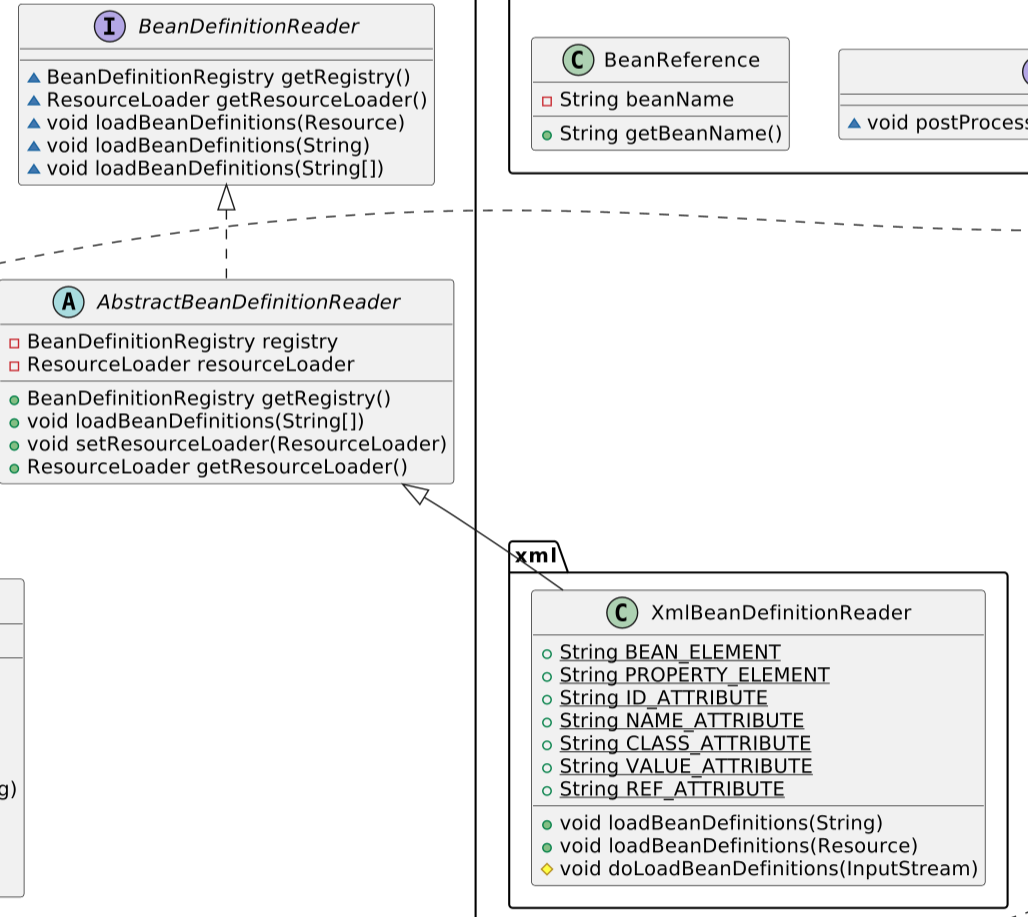 I BeanDefinitionReader
BeanDefinitionRegistry getRegistry()
ResourceLoader getResourceLoader()
void loadBeanDefinitions(Resource)
void loadBeanDefinitions(String)
void loadBeanDefinitions(String[])
C BeanReference
String beanName
String getBeanName()
void postProcess
A AbstractBeanDefinitionReader
BeanDefinitionRegistry registry
ResourceLoader resourceLoader
BeanDefinitionRegistry getRegistry()
void loadBeanDefinitions(String[])
void setResourceLoader(ResourceLoader)
ResourceLoader getResourceLoader()
g)
xml
C XmlBeanDefinitionReader
String BEAN_ELEMENT
String PROPERTY_ELEMENT
String ID_ATTRIBUTE
String NAME_ATTRIBUTE
String CLASS_ATTRIBUTE
String VALUE_ATTRIBUTE
String REF_ATTRIBUTE
void loadBeanDefinitions(String)
void loadBeanDefinitions(Resource)
void doLoadBeanDefinitions(InputStream)